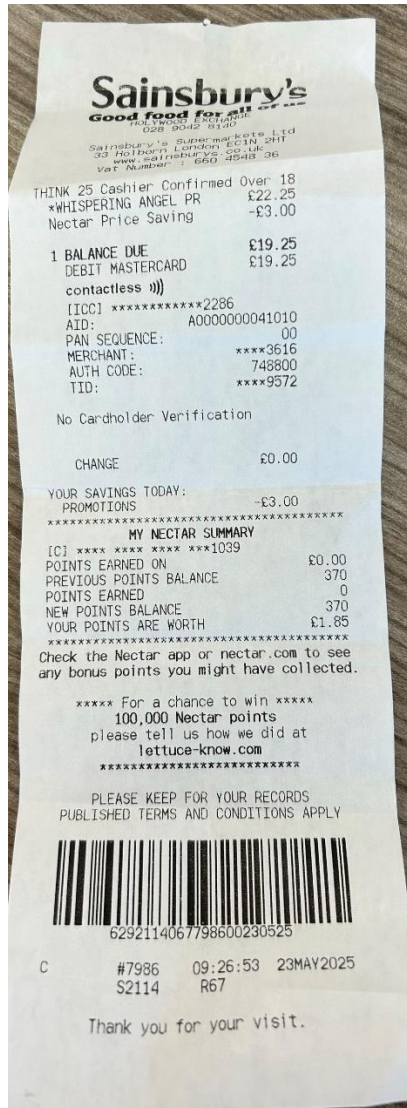 Sainsbury's
Good food for all of us
HOLYWOOD EXCHANGE
028 9042 8140
Sainsbury's Supermarkets Ltd
33 Holborn London EC1N 2HT
www.sainsburys.co.uk
Vat Number : 660 4548 36
THINK 25 Cashier Confirmed Over 18
*WHISPERING ANGEL PR £22.25
Nectar Price Saving -£3.00
1 BALANCE DUE £19.25
DEBIT MASTERCARD £19.25
contactless
[ICC] ************2286
AID: A0000000041010
PAN SEQUENCE: 00
MERCHANT: ****3616
AUTH CODE: 748800
TID: ****9572
No Cardholder Verification
CHANGE £0.00
YOUR SAVINGS TODAY:
PROMOTIONS -£3.00
******************************************
MY NECTAR SUMMARY
[C] **** **** **** ***1039
POINTS EARNED ON £0.00
PREVIOUS POINTS BALANCE 370
POINTS EARNED 0
NEW POINTS BALANCE 370
YOUR POINTS ARE WORTH £1.85
******************************************
Check the Nectar app or nectar.com to see
any bonus points you might have collected.
***** For a chance to win *****
100,000 Nectar points
please tell us how we did at
lettuce-know.com
****************************
PLEASE KEEP FOR YOUR RECORDS
PUBLISHED TERMS AND CONDITIONS APPLY
6292114067798600230525
C #7986 09:26:53 23MAY2025
S2114 R67
Thank you for your visit.